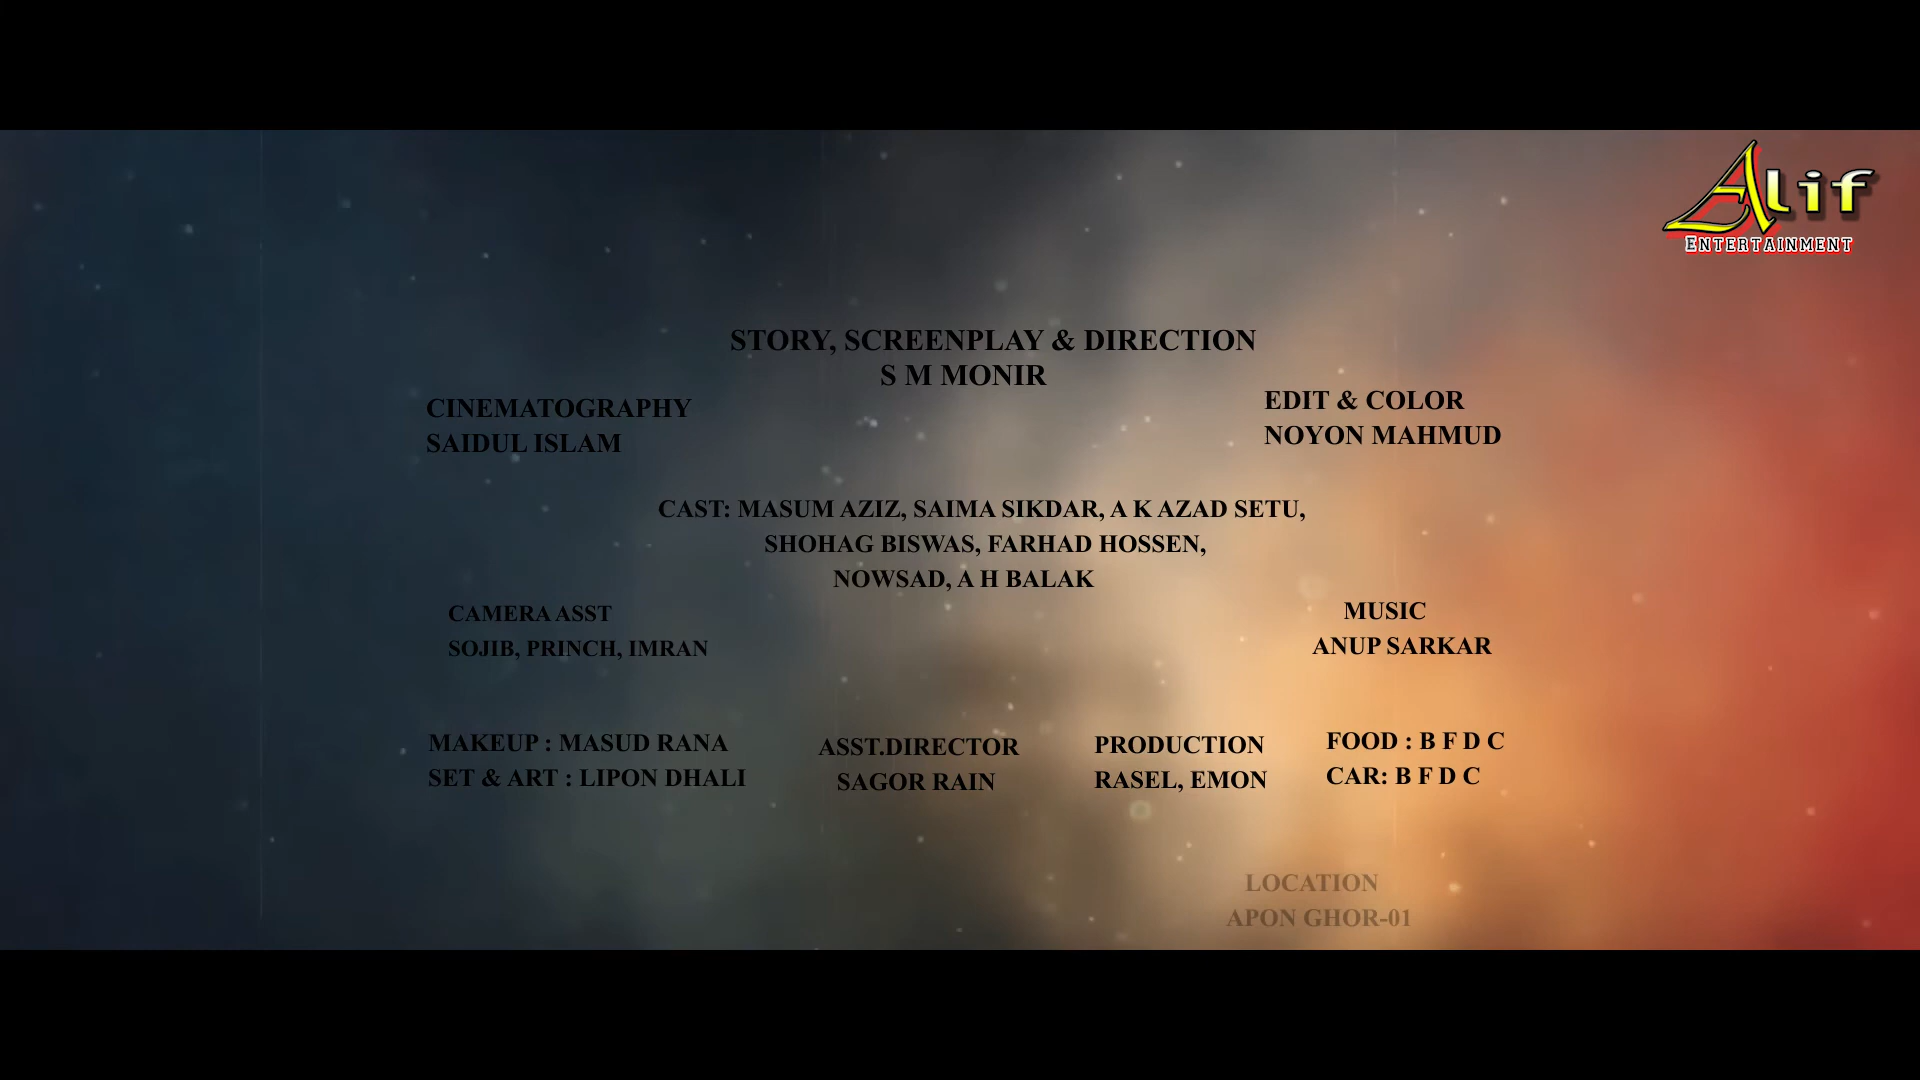 Alif
ENTERTAINMENT
STORY, SCREENPLAY & DIRECTION
S M MONIR
CINEMATOGRAPHY
SAIDUL ISLAM
EDIT & COLOR
NOYON MAHMUD
CAST: MASUM AZIZ, SAIMA SIKDAR, A K AZAD SETU,
SHOHAG BISWAS, FARHAD HOSSEN,
NOWSAD, A H BALAK
CAMERA ASST
SOJIB, PRINCH, IMRAN
MUSIC
ANUP SARKAR
MAKEUP : MASUD RANA
SET & ART : LIPON DHALI
ASST.DIRECTOR
SAGOR RAIN
PRODUCTION
RASEL, EMON
FOOD : B F D C
CAR: B F D C
LOCATION
APON GHOR-01